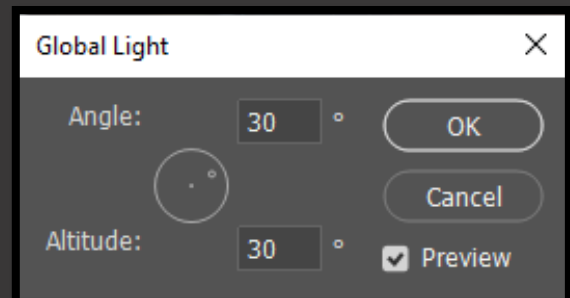 Global Light
Angle: 30 °
OK
Cancel
Altitude: 30 °
Preview